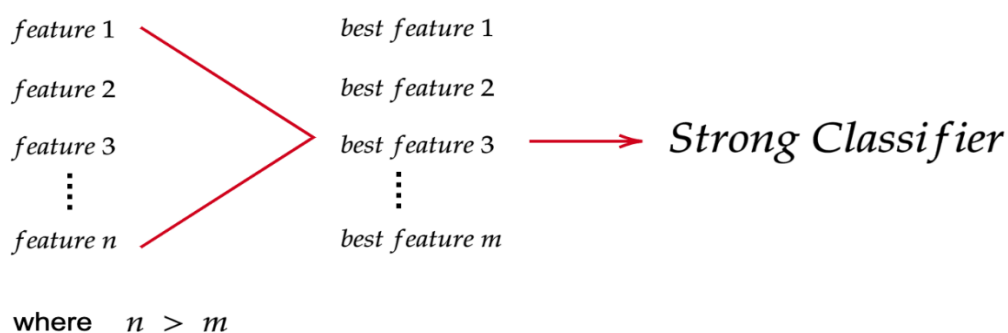 feature 1
feature 2
feature 3
feature n
best feature 1
best feature 2
best feature 3
best feature m
Strong Classifier
where n > m